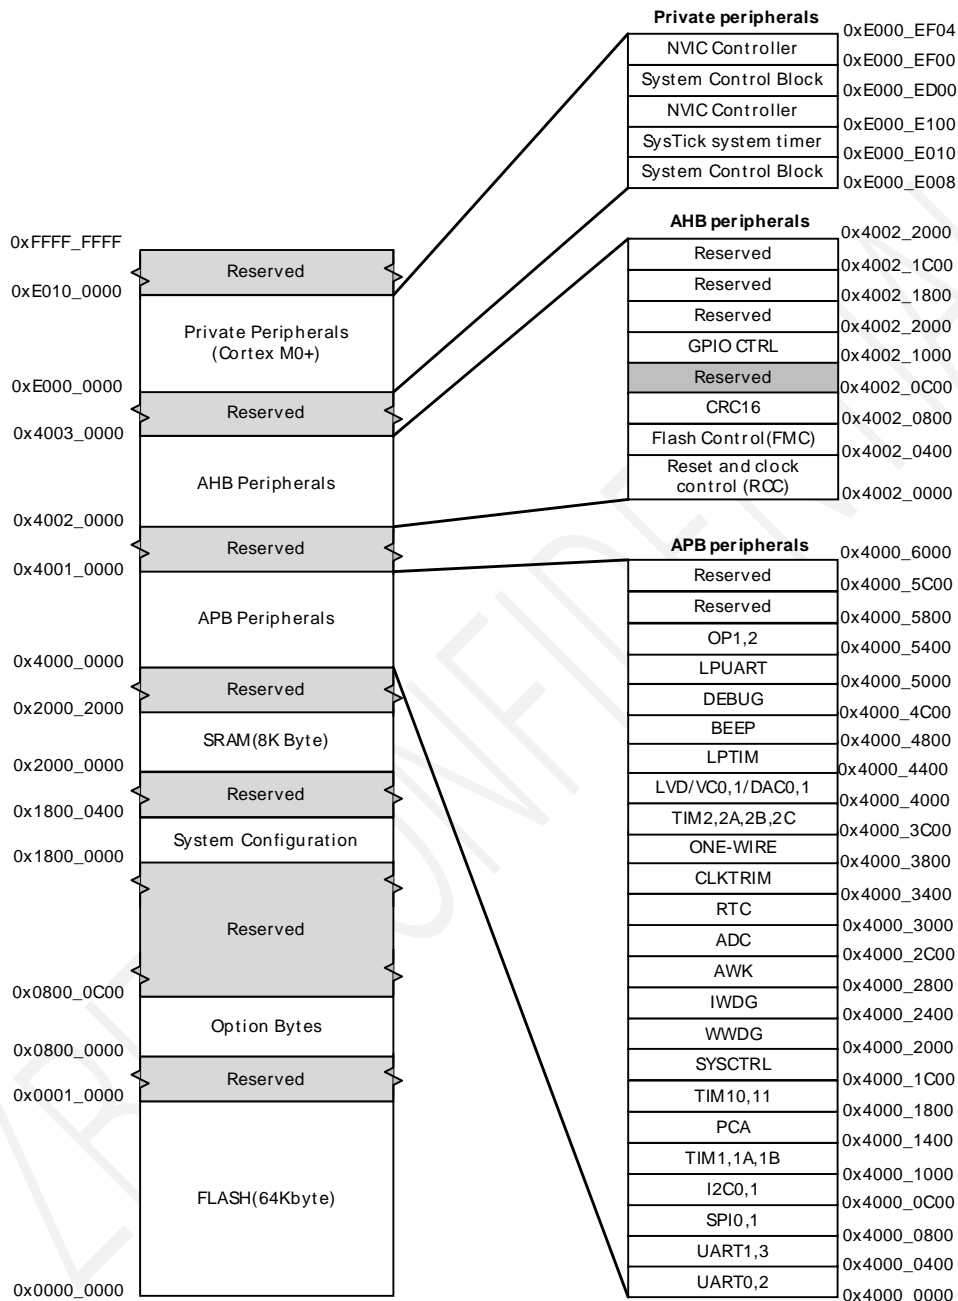 Private peripherals
0xE000_EF04
NVIC Controller
0xE000_EF00
System Control Block
0xE000_ED00
NVIC Controller
0xE000_E100
SysTick system timer
0xE000_E010
System Control Block
0xE000_E008
AHB peripherals
0x4002_2000
Reserved
0x4002_1C00
Reserved
0x4002_1800
Reserved
0x4002_2000
GPIO CTRL
0x4002_1000
Reserved
0x4002_0C00
CRC16
0x4002_0800
Flash Control(FMC)
0x4002_0400
Reset and clock
control (RCC)
0x4002_0000
APB peripherals
0x4000_6000
Reserved
0x4000_5C00
Reserved
0x4000_5800
OP1,2
0x4000_5400
LPUART
0x4000_5000
DEBUG
0x4000_4C00
BEEP
0x4000_4800
LPTIM
0x4000_4400
LVD/VC0,1/DAC0,1
0x4000_4000
TIM2,2A,2B,2C
0x4000_3C00
ONE-WIRE
0x4000_3800
CLKTRIM
0x4000_3400
RTC
0x4000_3000
ADC
0x4000_2C00
AWK
0x4000_2800
IWDG
0x4000_2400
WWDG
0x4000_2000
SYSCTRL
0x4000_1C00
TIM10,11
0x4000_1800
PCA
0x4000_1400
TIM1,1A,1B
0x4000_1000
I2C0,1
0x4000_0C00
SPI0,1
0x4000_0800
UART1,3
0x4000_0400
UART0,2
0x4000_0000
0xFFFF_FFFF
Reserved
0xE010_0000
Private Peripherals
(Cortex M0+)
0xE000_0000
Reserved
0x4003_0000
AHB Peripherals
0x4002_0000
Reserved
0x4001_0000
APB Peripherals
0x4000_0000
Reserved
0x2000_2000
SRAM(8K Byte)
0x2000_0000
Reserved
0x1800_0400
System Configuration
0x1800_0000
Reserved
0x0800_0C00
Option Bytes
0x0800_0000
Reserved
0x0001_0000
FLASH(64Kbyte)
0x0000_0000